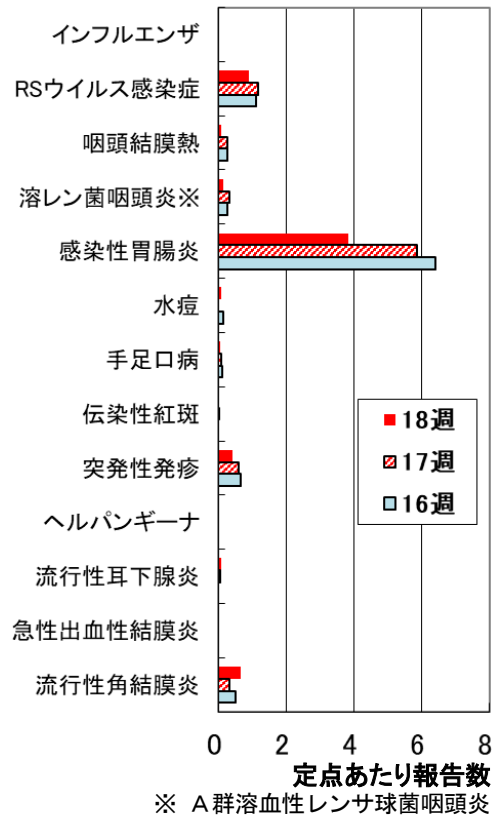 インフルエンザ
RSウイルス感染症
咽頭結膜熱
溶レン菌咽頭炎※
感染性胃腸炎
水痘
手足口病
伝染性紅斑
突発性発疹
ヘルパンギーナ
流行性耳下腺炎
急性出血性結膜炎
流行性角結膜炎
18週
17週
16週
0 2 4 6 8
定点あたり報告数
※ A群溶血性レンサ球菌咽頭炎